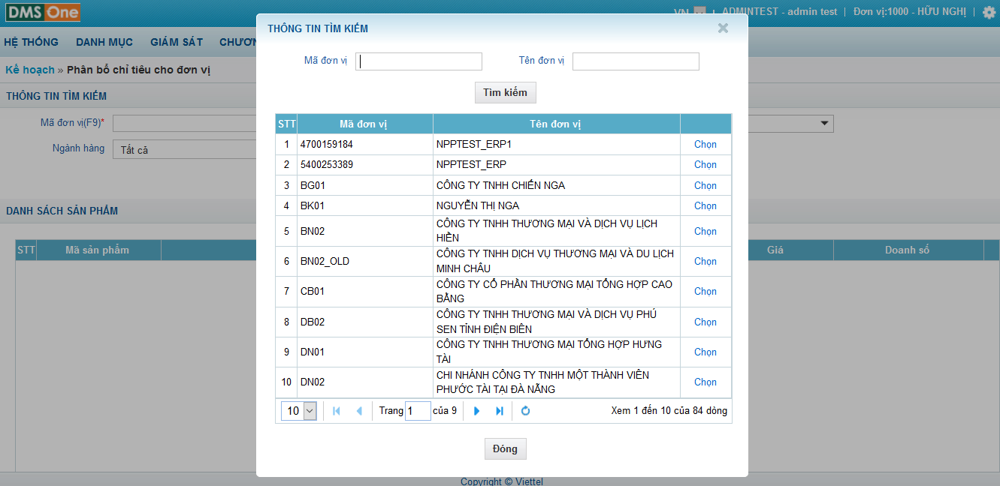 DMS One
VN | ADMINTEST - admin test | Đơn vị:1000 - HỮU NGHỊ |
HỆ THỐNG DANH MỤC GIÁM SÁT CHƯƠN
Kế hoạch » Phân bổ chỉ tiêu cho đơn vị
THÔNG TIN TÌM KIẾM
Mã đơn vị(F9)*
Ngành hàng Tất cả
DANH SÁCH SẢN PHẨM
STT Mã sản phẩm Giá Doanh số
THÔNG TIN TÌM KIẾM
Mã đơn vị Tên đơn vị
Tìm kiếm
STT Mã đơn vị Tên đơn vị
1 4700159184 NPPTEST_ERP1 Chọn
2 5400253389 NPPTEST_ERP Chọn
3 BG01 CÔNG TY TNHH CHIẾN NGA Chọn
4 BK01 NGUYỄN THỊ NGA Chọn
5 BN02 CÔNG TY TNHH THƯƠNG MẠI VÀ DỊCH VỤ LỊCH
HIỀN Chọn
6 BN02_OLD CÔNG TY TNHH DỊCH VỤ THƯƠNG MẠI VÀ DU LỊCH
MINH CHÂU Chọn
7 CB01 CÔNG TY CỔ PHẦN THƯƠNG MẠI TỔNG HỢP CAO
BẰNG Chọn
8 DB02 CÔNG TY TNHH THƯƠNG MẠI VÀ DỊCH VỤ PHÚ
SEN TỈNH ĐIỆN BIÊN Chọn
9 DN01 CÔNG TY TNHH THƯƠNG MẠI TỔNG HỢP HƯNG
TÀI Chọn
10 DN02 CHI NHÁNH CÔNG TY TNHH MỘT THÀNH VIÊN
PHƯỚC TÀI TẠI ĐÀ NẴNG Chọn
10 Trang 1 của 9 Xem 1 đến 10 của 84 dòng
Đóng
Copyright © Viettel